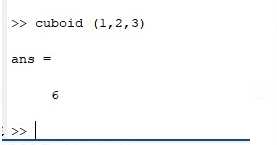 >> cuboid (1,2,3)
ans =
6
>>